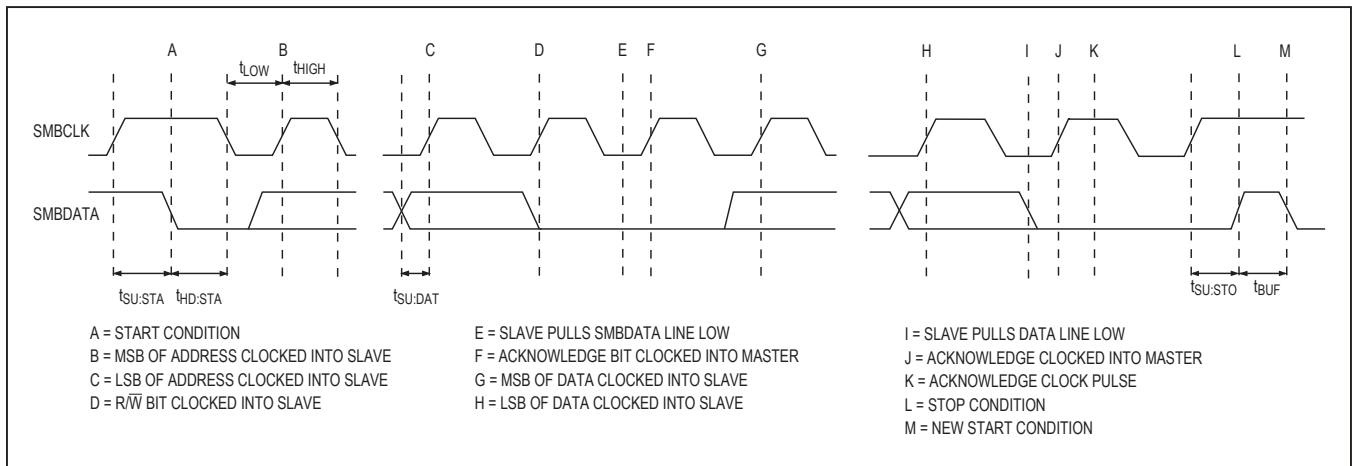 A B C D E F G H I J K L M
tLOW tHIGH
SMBCLK
SMBDATA
tSU:STA tHD:STA tSU:DAT tSU:STO tBUF
A = START CONDITION
B = MSB OF ADDRESS CLOCKED INTO SLAVE
C = LSB OF ADDRESS CLOCKED INTO SLAVE
D = R/W̅ BIT CLOCKED INTO SLAVE
E = SLAVE PULLS SMBDATA LINE LOW
F = ACKNOWLEDGE BIT CLOCKED INTO MASTER
G = MSB OF DATA CLOCKED INTO SLAVE
H = LSB OF DATA CLOCKED INTO SLAVE
I = SLAVE PULLS DATA LINE LOW
J = ACKNOWLEDGE CLOCKED INTO MASTER
K = ACKNOWLEDGE CLOCK PULSE
L = STOP CONDITION
M = NEW START CONDITION